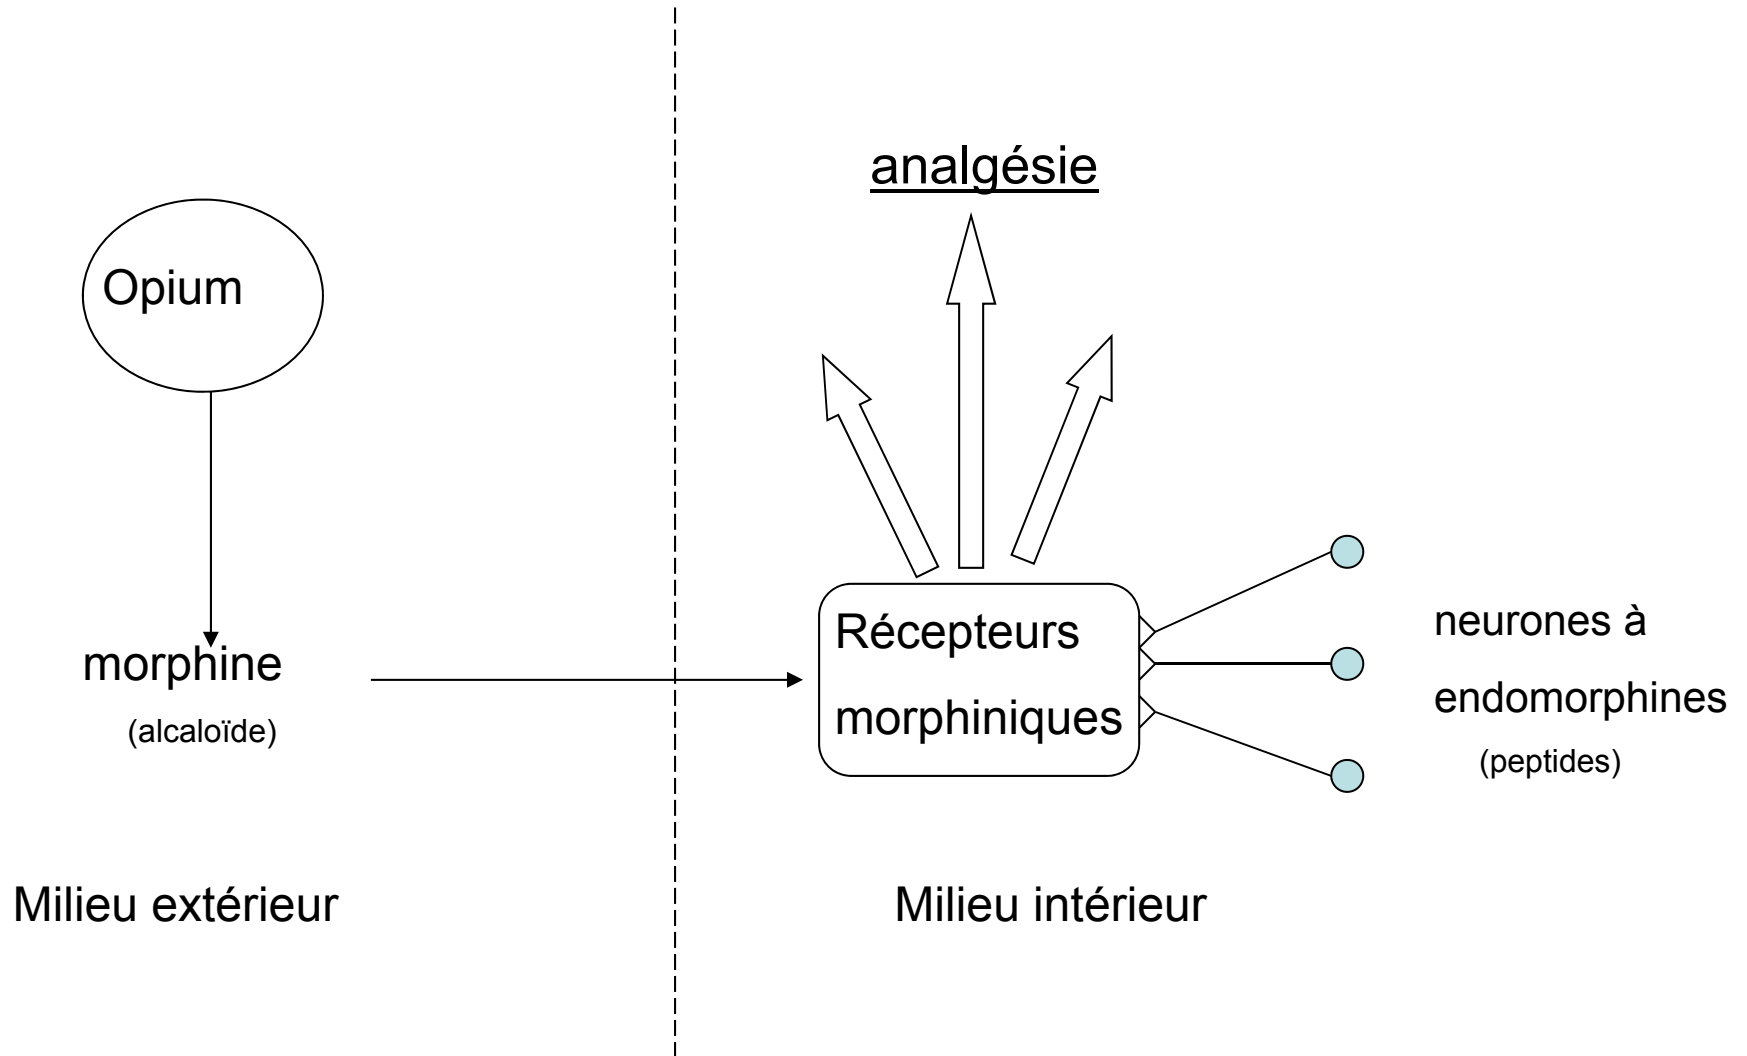 analgésie
Opium
morphine
(alcaloïde)
Récepteurs
morphiniques
neurones à
endomorphines
(peptides)
Milieu extérieur
Milieu intérieur